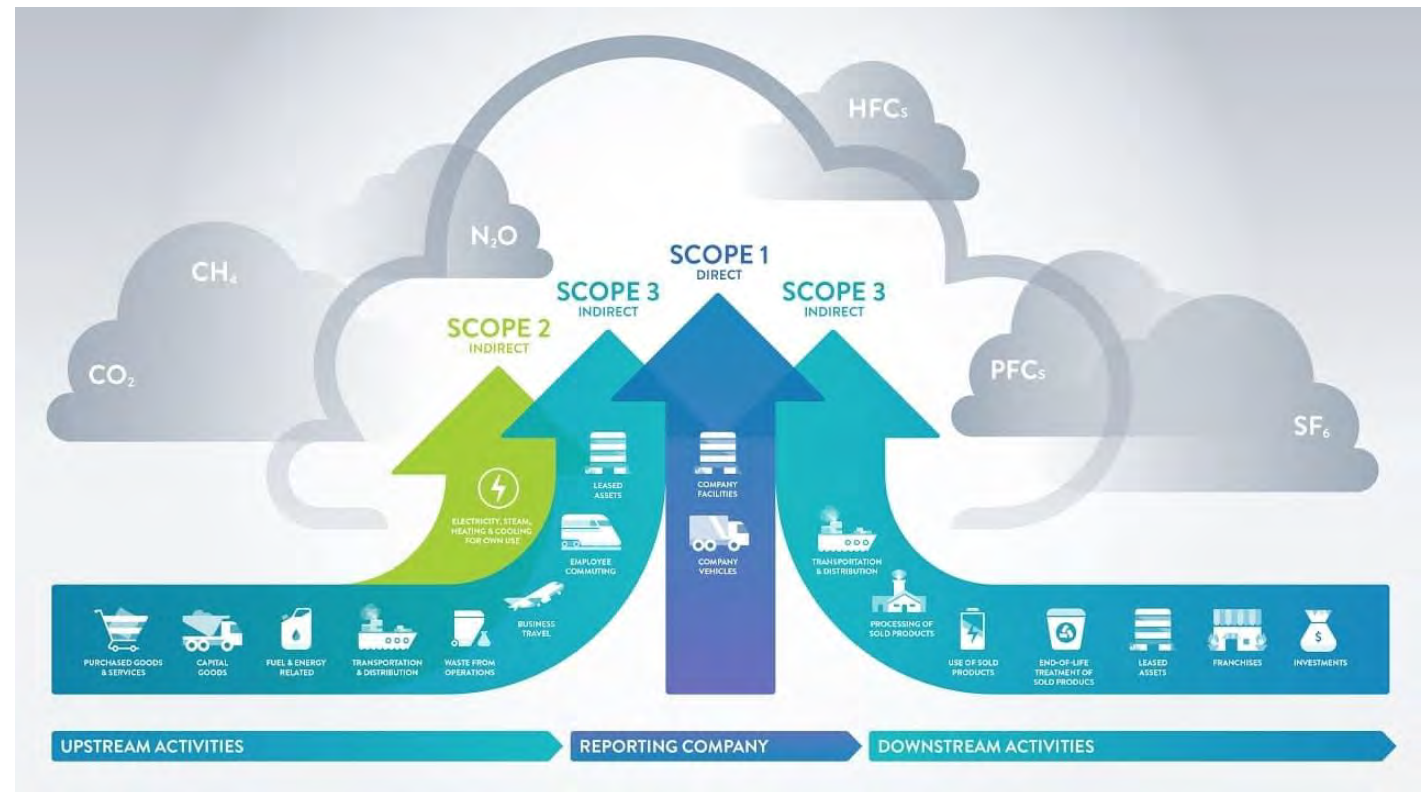 HFCs
N₂O
CH₄
CO₂
PFCs
SF₆
SCOPE 2
INDIRECT
SCOPE 3
INDIRECT
SCOPE 1
DIRECT
SCOPE 3
INDIRECT
ELECTRICITY, STEAM,
HEATING & COOLING
FOR OWN USE
PURCHASED GOODS
& SERVICES
CAPITAL
GOODS
FUEL & ENERGY
RELATED
TRANSPORTATION
& DISTRIBUTION
WASTE FROM
OPERATIONS
BUSINESS
TRAVEL
EMPLOYEE
COMMUTING
LEASED
ASSETS
COMPANY
FACILITIES
COMPANY
VEHICLES
TRANSPORTATION
& DISTRIBUTION
PROCESSING OF
SOLD PRODUCTS
USE OF SOLD
PRODUCTS
END-OF-LIFE
TREATMENT OF
SOLD PRODUCS
LEASED
ASSETS
FRANCHISES
$
INVESTMENTS
UPSTREAM ACTIVITIES
REPORTING COMPANY
DOWNSTREAM ACTIVITIES